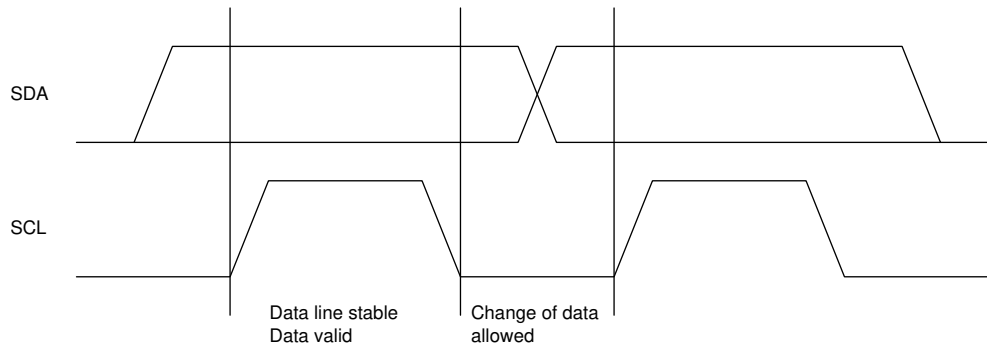 SDA
SCL
Data line stable
Data valid
Change of data
allowed